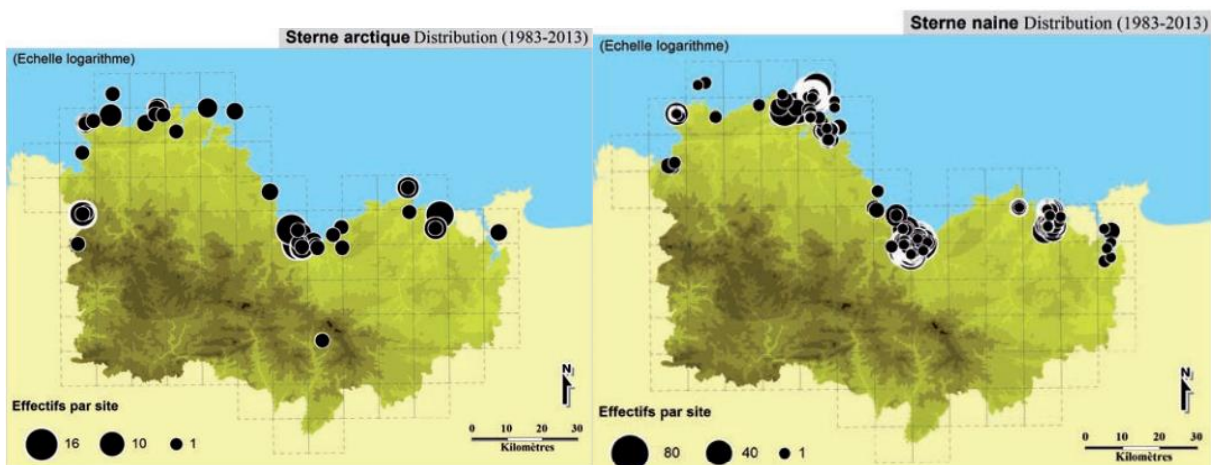 Sterne arctique Distribution (1983-2013)
(Echelle logarithme)
N
Effectifs par site
16 10 1
0 10 20 30
Kilomètres
Sterne naine Distribution (1983-2013)
(Echelle logarithme)
N
Effectifs par site
80 40 1
0 10 20 30
Kilomètres